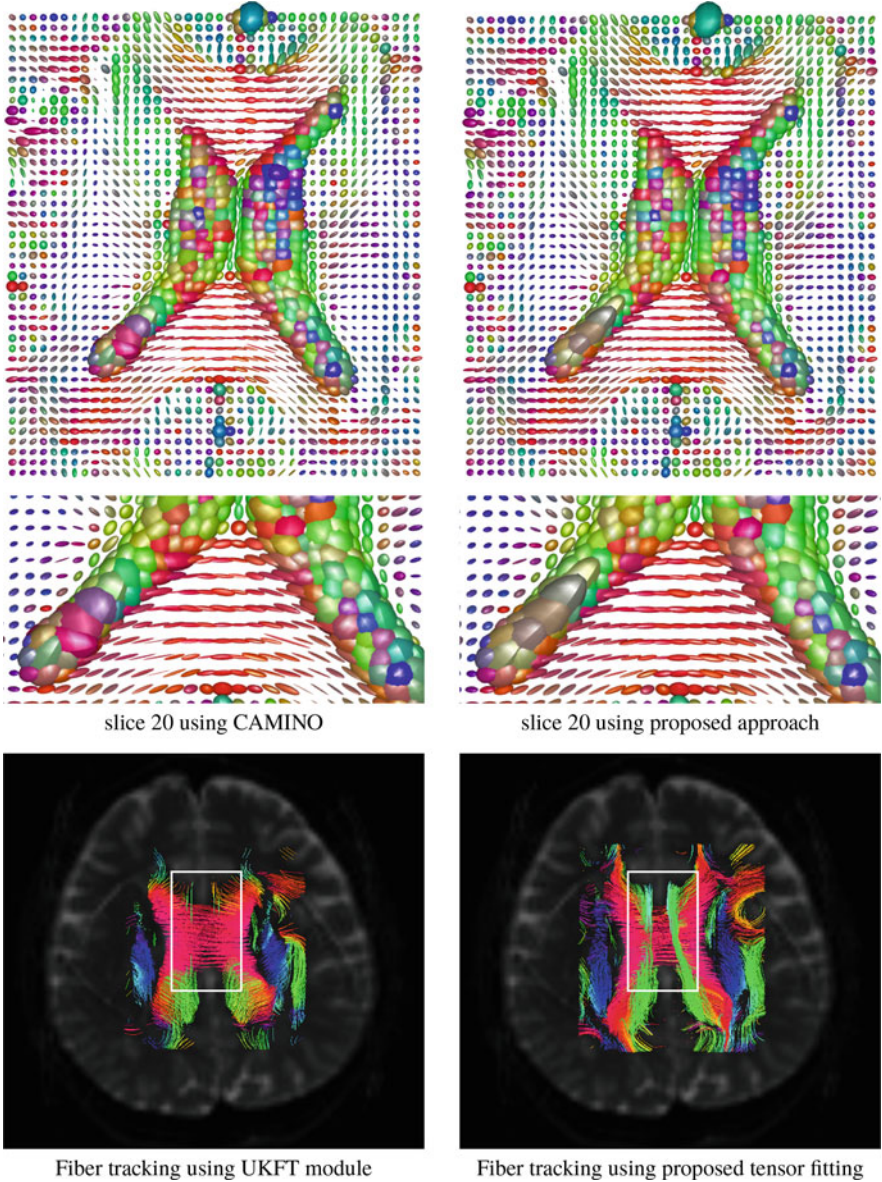 slice 20 using CAMINO
slice 20 using proposed approach
Fiber tracking using UKFT module
Fiber tracking using proposed tensor fitting